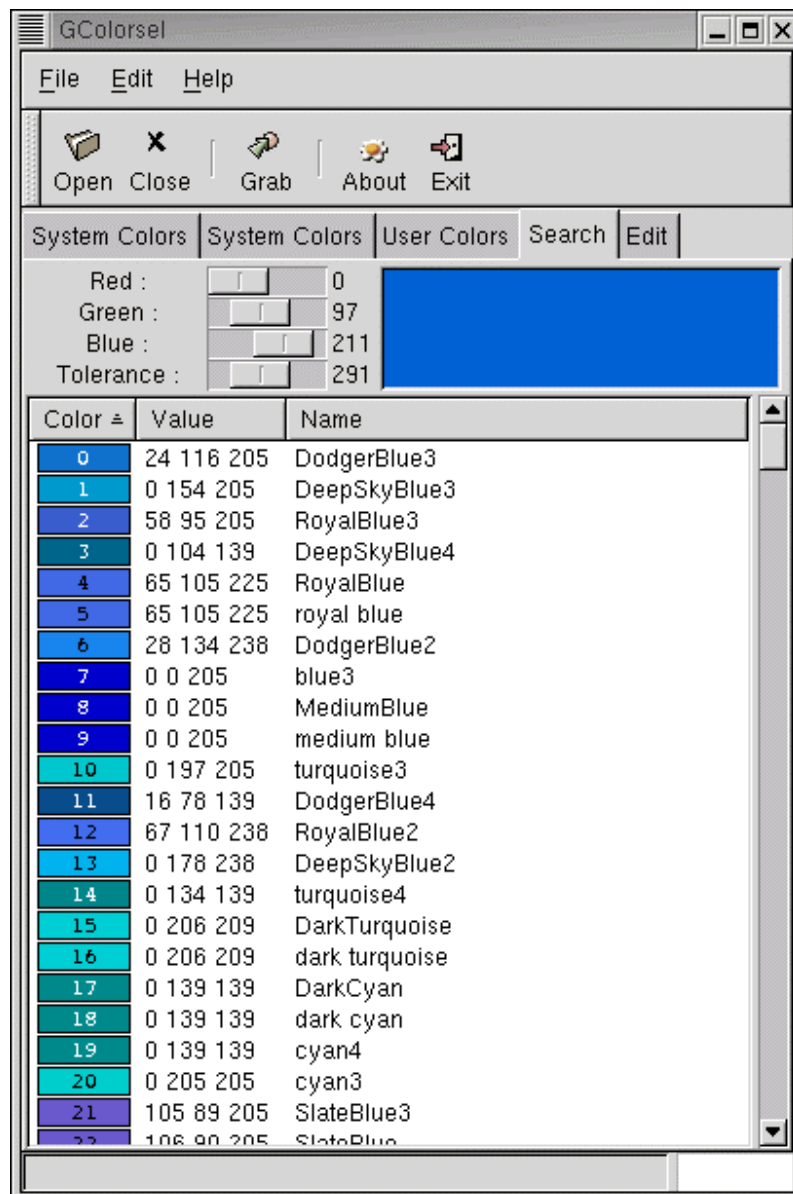 GColorsel
File Edit Help
Open Close Grab About Exit
System Colors System Colors User Colors Search Edit
Red : 0
Green : 97
Blue : 211
Tolerance : 291
Color Value Name
0 24 116 205 DodgerBlue3
1 0 154 205 DeepSkyBlue3
2 58 95 205 RoyalBlue3
3 0 104 139 DeepSkyBlue4
4 65 105 225 RoyalBlue
5 65 105 225 royal blue
6 28 134 238 DodgerBlue2
7 0 0 205 blue3
8 0 0 205 MediumBlue
9 0 0 205 medium blue
10 0 197 205 turquoise3
11 16 78 139 DodgerBlue4
12 67 110 238 RoyalBlue2
13 0 178 238 DeepSkyBlue2
14 0 134 139 turquoise4
15 0 206 209 DarkTurquoise
16 0 206 209 dark turquoise
17 0 139 139 DarkCyan
18 0 139 139 dark cyan
19 0 139 139 cyan4
20 0 205 205 cyan3
21 105 89 205 SlateBlue3
22 106 90 205 SlateBlue